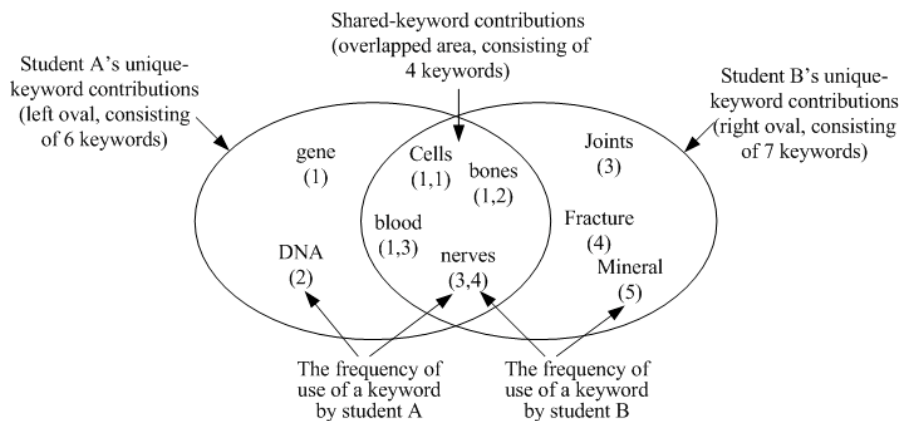 Shared-keyword contributions
(overlapped area, consisting of
4 keywords)
Student A's unique-
keyword contributions
(left oval, consisting
of 6 keywords)
Student B's unique-
keyword contributions
(right oval, consisting
of 7 keywords)
gene
(1)
DNA
(2)
Cells
(1,1)
bones
(1,2)
blood
(1,3)
nerves
(3,4)
Joints
(3)
Fracture
(4)
Mineral
(5)
The frequency of
use of a keyword
by student A
The frequency of
use of a keyword
by student B